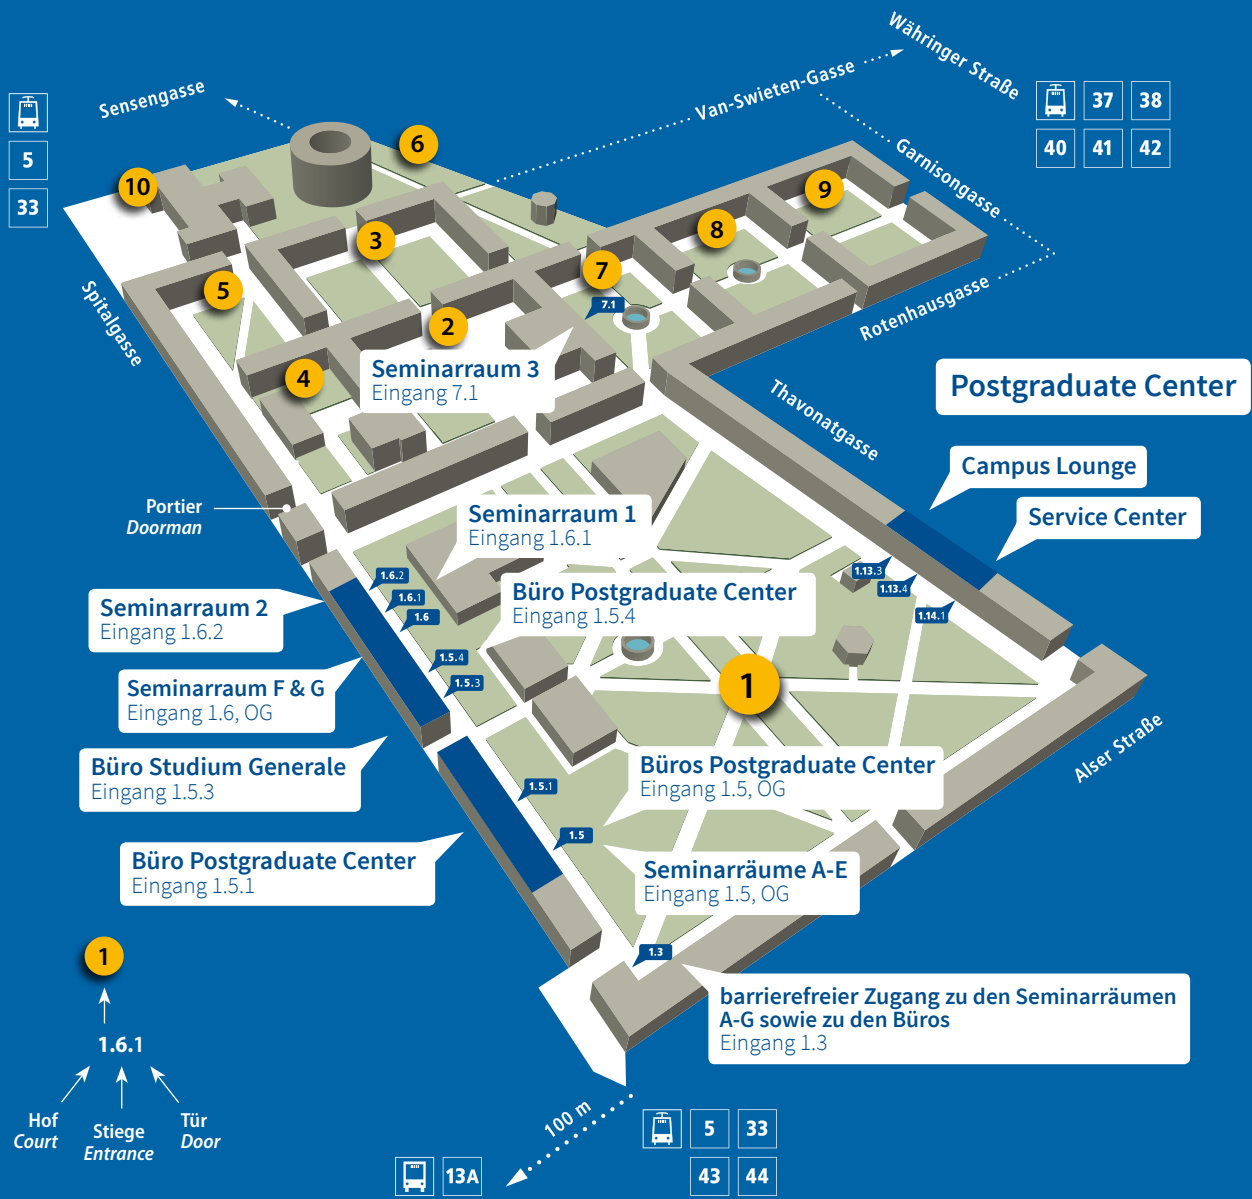 Währinger Straße
37 38
40 41 42
Sensengasse
Van-Swieten-Gasse
Garnisongasse
5
33
6
10
9
8
3
7
5
7.1
2
4
Spitalgasse
Rotenhausgasse
Seminarraum 3
Eingang 7.1
Thavonatgasse
Postgraduate Center
Campus Lounge
Service Center
Portier
Doorman
Seminarraum 1
Eingang 1.6.1
1.13.3
1.13.4
1.14.1
1.6.2
1.6.1
1.6
Büro Postgraduate Center
Eingang 1.5.4
Seminarraum 2
Eingang 1.6.2
1.5.4
1.5.3
1
Seminarraum F & G
Eingang 1.6, OG
Büro Studium Generale
Eingang 1.5.3
Alser Straße
Büros Postgraduate Center
Eingang 1.5, OG
1.5.1
1.5
Büro Postgraduate Center
Eingang 1.5.1
Seminarräume A-E
Eingang 1.5, OG
1.3
barrierefreier Zugang zu den Seminarräumen
A-G sowie zu den Büros
Eingang 1.3
1
1.6.1
Hof
Court
Stiege
Entrance
Tür
Door
100 m
13A
5 33
43 44